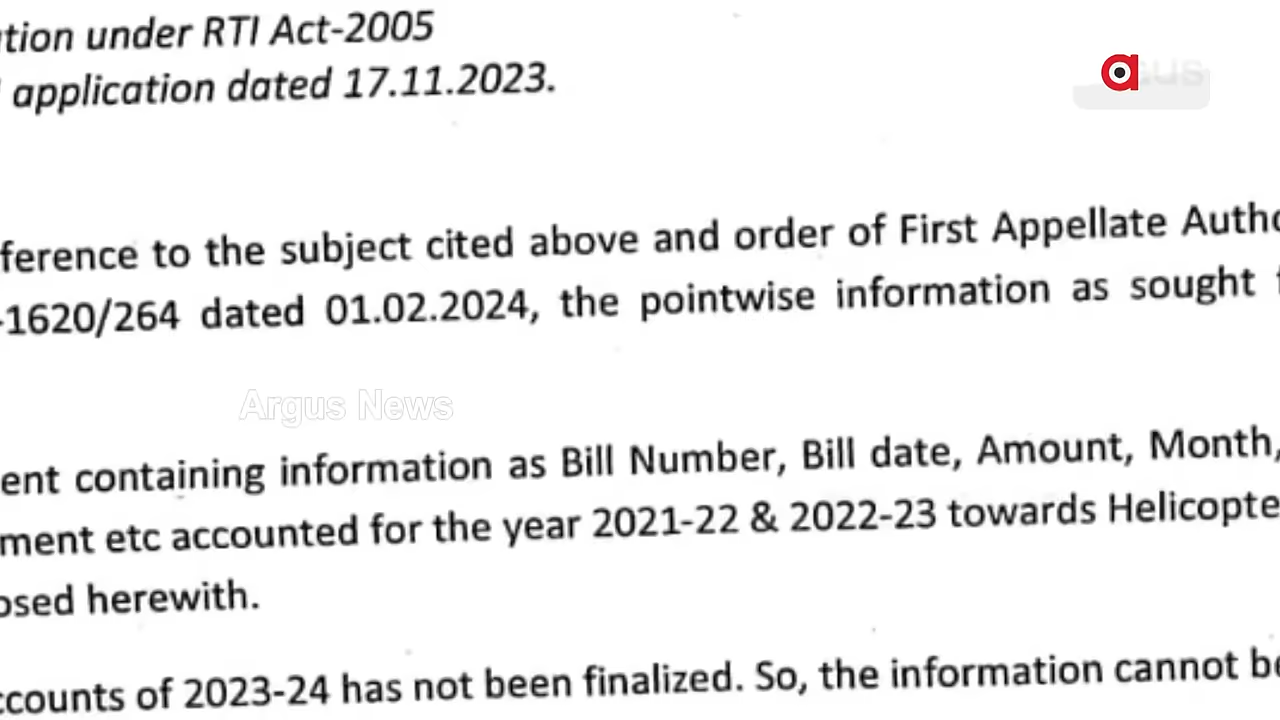 ation under RTI Act-2005
application dated 17.11.2023.
ference to the subject cited above and order of First Appellate Autho
-1620/264 dated 01.02.2024, the pointwise information as sought f
Argus News
ent containing information as Bill Number, Bill date, Amount, Month,
ment etc accounted for the year 2021-22 & 2022-23 towards Helicopte
osed herewith.
ccounts of 2023-24 has not been finalized. So, the information cannot be